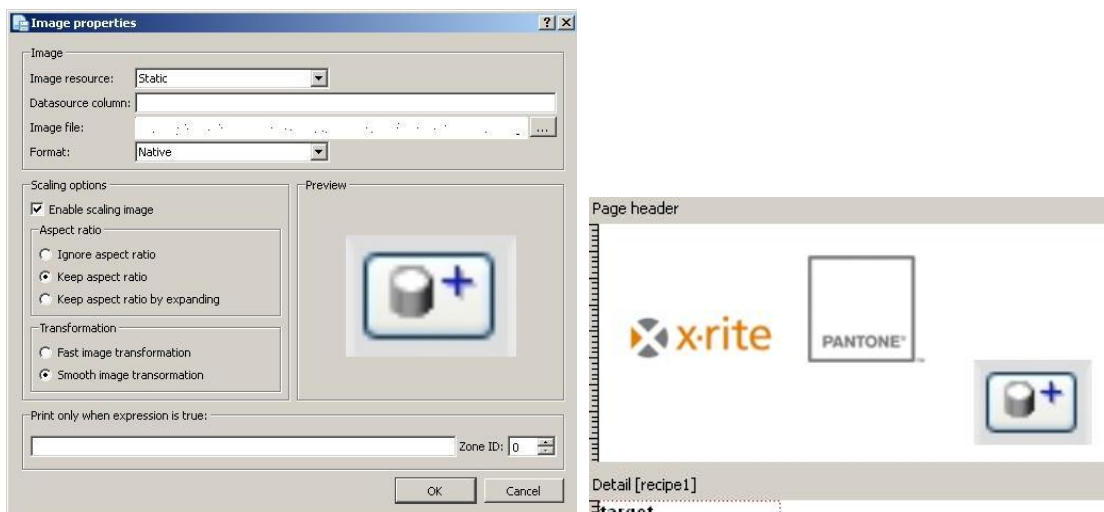 Image properties
Image
Image resource: Static
Datasource column:
Image file: ...
Format: Native
Scaling options
Enable scaling image
Aspect ratio
Ignore aspect ratio
Keep aspect ratio
Keep aspect ratio by expanding
Transformation
Fast image transformation
Smooth image transormation
Preview
Print only when expression is true:
Zone ID: 0
OK Cancel
Page header
x·rite
PANTONE®
™
Detail [recipe1]
target